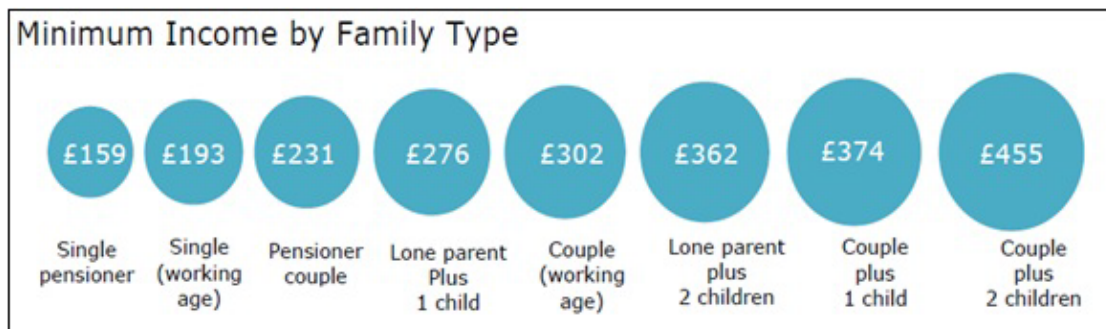 Minimum Income by Family Type
£159
£193
£231
£276
£302
£362
£374
£455
Single
pensioner
Single
(working
age)
Pensioner
couple
Lone parent
Plus
1 child
Couple
(working
age)
Lone parent
plus
2 children
Couple
plus
1 child
Couple
plus
2 children